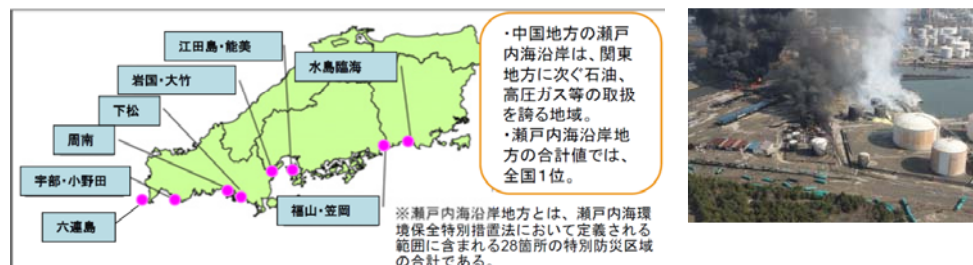 江田島・能美
水島臨海
岩国・大竹
下松
周南
宇部・小野田
六連島
福山・笠岡
・中国地方の瀬戸
内海沿岸は、関東
地方に次ぐ石油、
高圧ガス等の取扱
を誇る地域。
・瀬戸内海沿岸地
方の合計値では、
全国1位。
※瀬戸内海沿岸地方とは、瀬戸内海環
境保全特別措置法において定義される
範囲に含まれる28箇所の特別防災区域
の合計である。